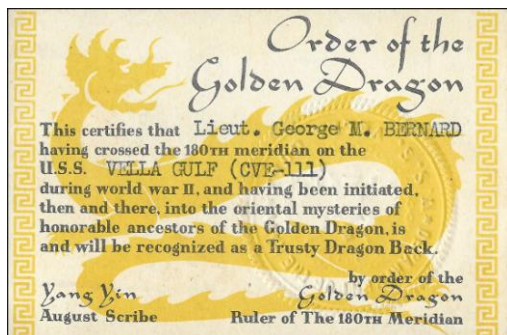 Order of the
Golden Dragon
This certifies that Lieut. George M. BERNARD
having crossed the 180TH meridian on the
U.S.S. VELLA GULF (CVE-111)
during world war II, and having been initiated,
then and there, into the oriental mysteries of
honorable ancestors of the Golden Dragon, is
and will be recognized as a Trusty Dragon Back.
by order of the
Yang Yin Golden Dragon
August Scribe Ruler of The 180TH Meridian